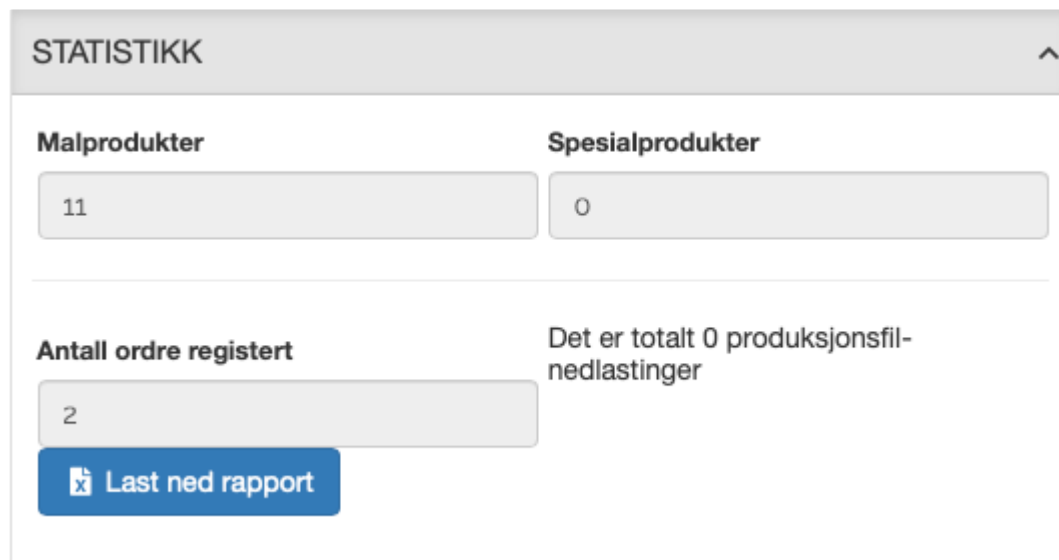 STATISTIKK
Malprodukter
Spesialprodukter
11
0
Antall ordre registert
Det er totalt 0 produksjonsfil-
nedlastinger
2
Last ned rapport